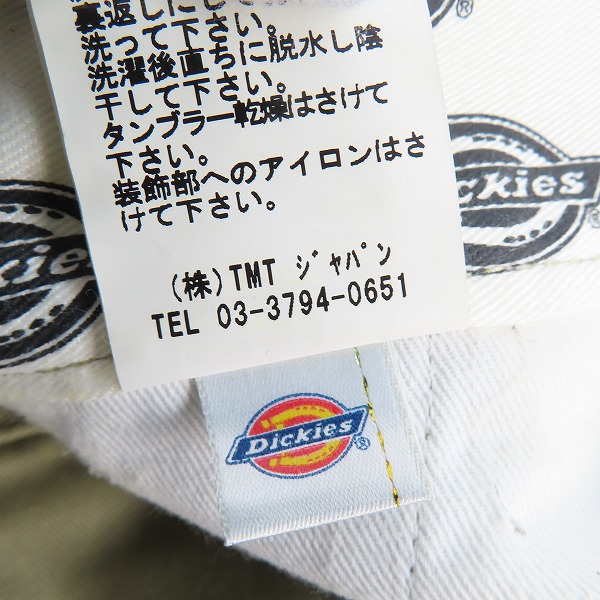 裏返しにして
洗って下さい。
洗濯後直ちに脱水し陰
干して下さい。
タンブラー乾燥はさけて
下さい。
装飾部へのアイロンはさ
けて下さい。
(株)TMT ジャパン
TEL 03-3794-0651
Dickies®
Dickies
Dickies ®